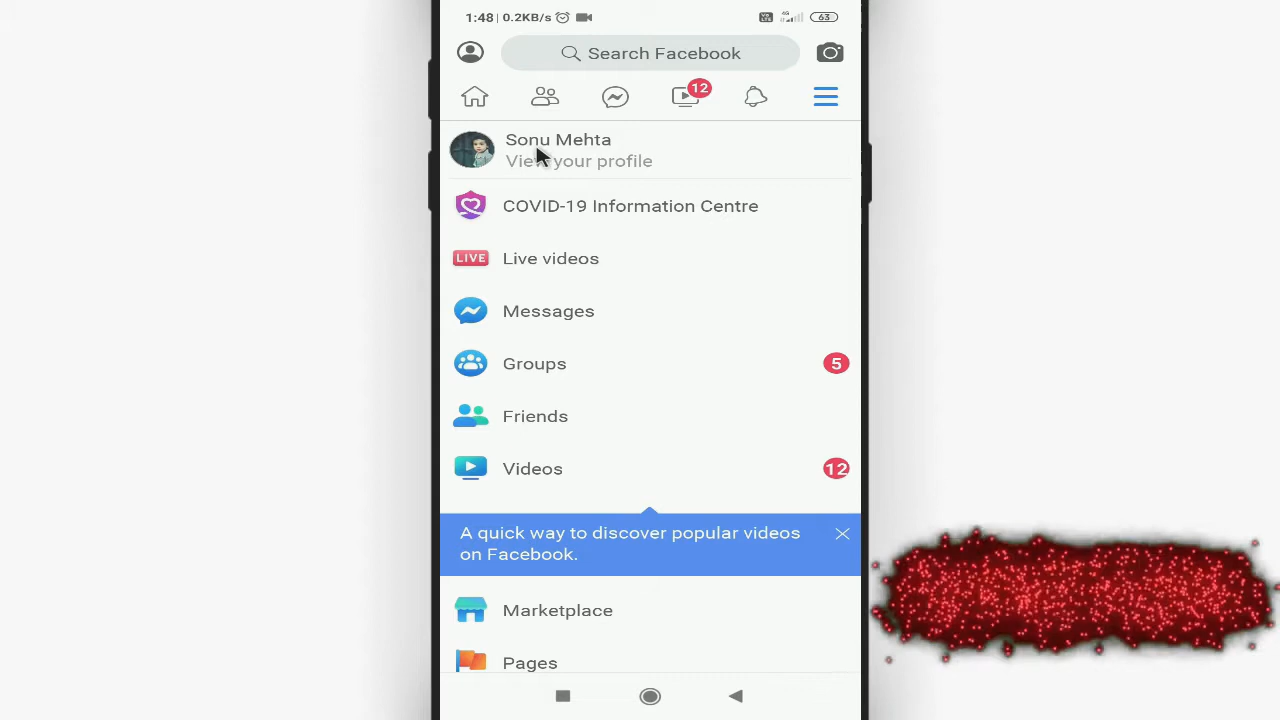 1:48 0.2KB/s 63
Search Facebook
12
Sonu Mehta
View your profile
COVID-19 Information Centre
LIVE Live videos
Messages
Groups 5
Friends
Videos 12
A quick way to discover popular videos
on Facebook.
Marketplace
Pages